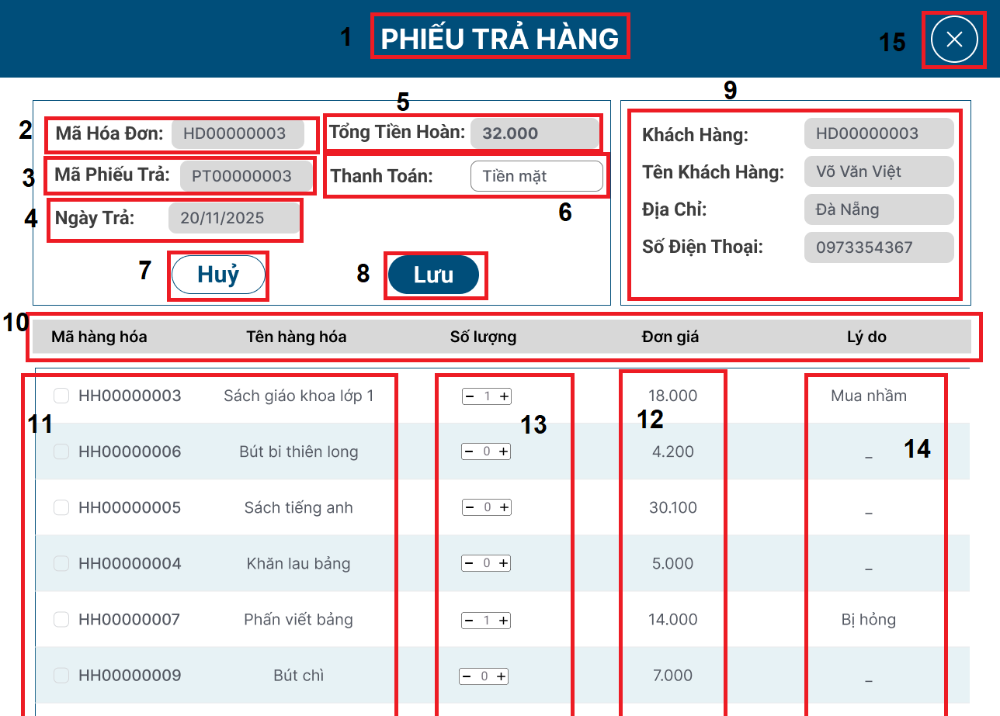 1 PHIẾU TRẢ HÀNG 15
5 9
2 Mã Hóa Đơn: HD00000003 Tổng Tiền Hoàn: 32.000
3 Mã Phiếu Trả: PT00000003 Thanh Toán: Tiền mặt
4 Ngày Trả: 20/11/2025 6
7 Huỷ 8 Lưu
Khách Hàng: HD00000003
Tên Khách Hàng: Võ Văn Việt
Địa Chỉ: Đà Nẵng
Số Điện Thoại: 0973354367
10 Mã hàng hóa Tên hàng hóa Số lượng Đơn giá Lý do
HH00000003 Sách giáo khoa lớp 1 − 1 + 18.000 Mua nhầm
11 13 12 14
HH00000006 Bút bi thiên long − 0 + 4.200 _
HH00000005 Sách tiếng anh − 0 + 30.100 _
HH00000004 Khăn lau bảng − 0 + 5.000 _
HH00000007 Phấn viết bảng − 1 + 14.000 Bị hỏng
HH00000009 Bút chì − 0 + 7.000 _